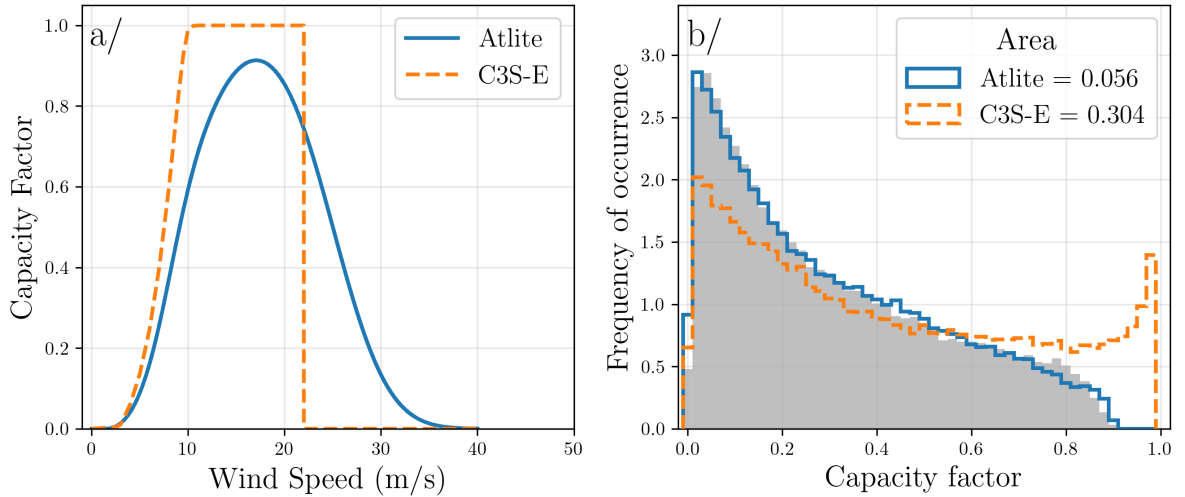 a/
Atlite
C3S-E
Capacity Factor
1.0
0.8
0.6
0.4
0.2
0.0
0 10 20 30 40 50
Wind Speed (m/s)
b/
Area
Atlite = 0.056
C3S-E = 0.304
Frequency of occurrence
3.0
2.5
2.0
1.5
1.0
0.5
0.0
0.0 0.2 0.4 0.6 0.8 1.0
Capacity factor